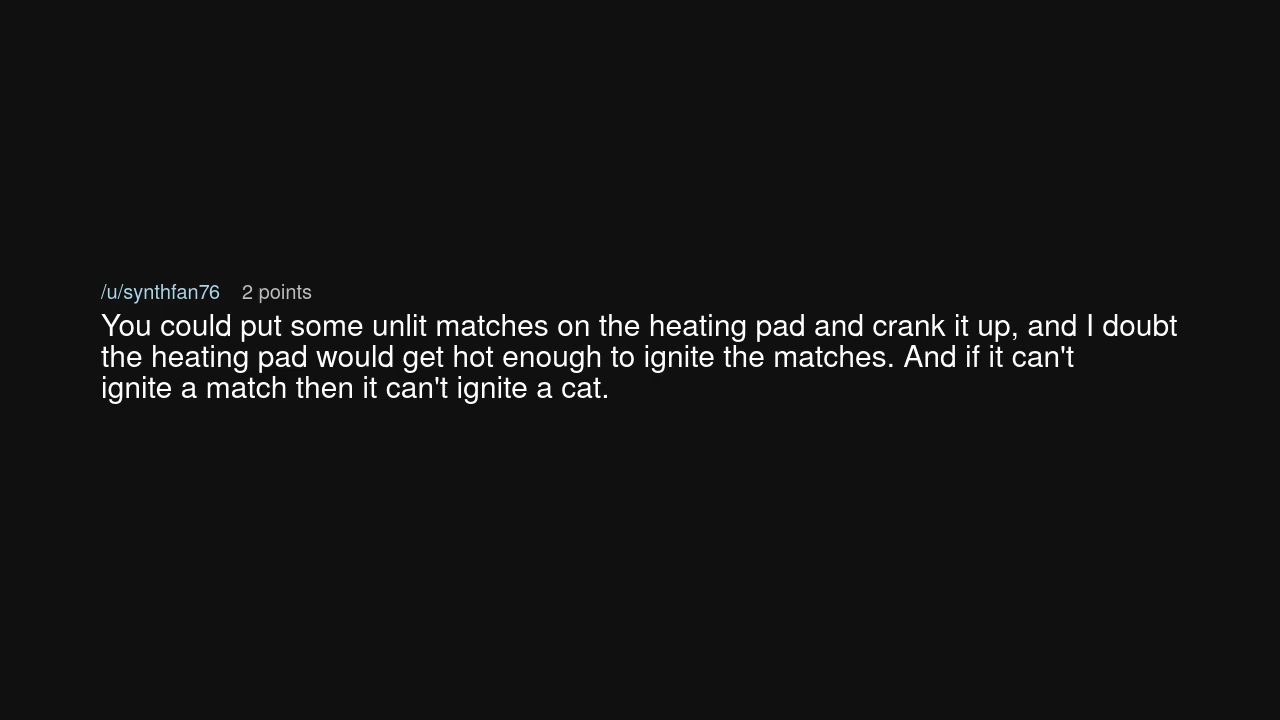 /u/synthfan76 2 points
You could put some unlit matches on the heating pad and crank it up, and I doubt
the heating pad would get hot enough to ignite the matches. And if it can't
ignite a match then it can't ignite a cat.